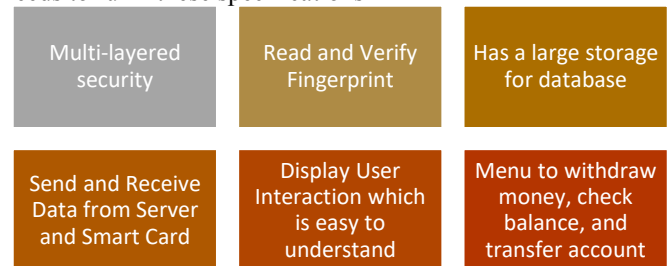 Multi-layered
security
Read and Verify
Fingerprint
Has a large storage
for database
Send and Receive
Data from Server
and Smart Card
Display User
Interaction which
is easy to
understand
Menu to withdraw
money, check
balance, and
transfer account